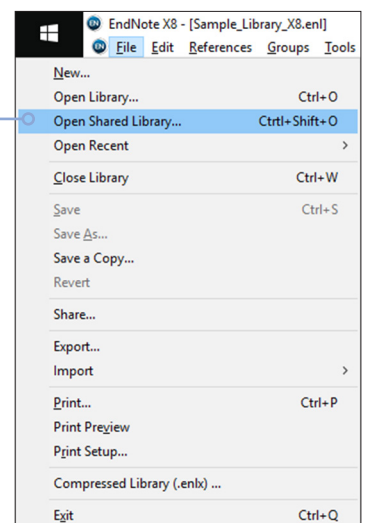 EndNote X8 - [Sample_Library_X8.enl]
File Edit References Groups Tools
New...
Open Library... Ctrl+O
Open Shared Library... Ctrtl+Shift+O
Open Recent >
Close Library Ctrl+W
Save Ctrl+S
Save As...
Save a Copy...
Revert
Share...
Export...
Import >
Print... Ctrl+P
Print Preview
Print Setup...
Compressed Library (.enlx) ...
Exit Ctrl+Q